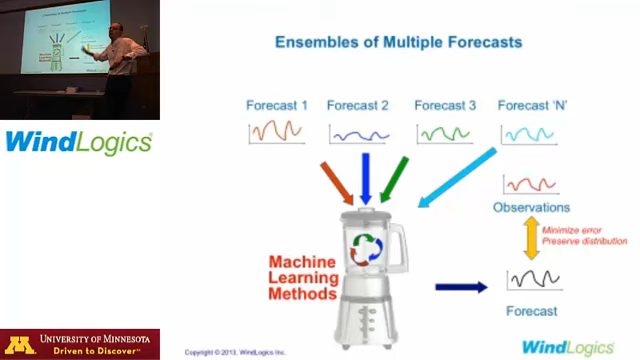 Ensembles of Multiple Forecasts
Forecast 1
Forecast 2
Forecast 3
Forecast 'N'
Observations
Minimize error
Preserve distribution
Machine
Learning
Methods
Forecast
WindLogics®
UNIVERSITY OF MINNESOTA
Driven to Discover℠
Copyright © 2013, WindLogics Inc.
WindLogics